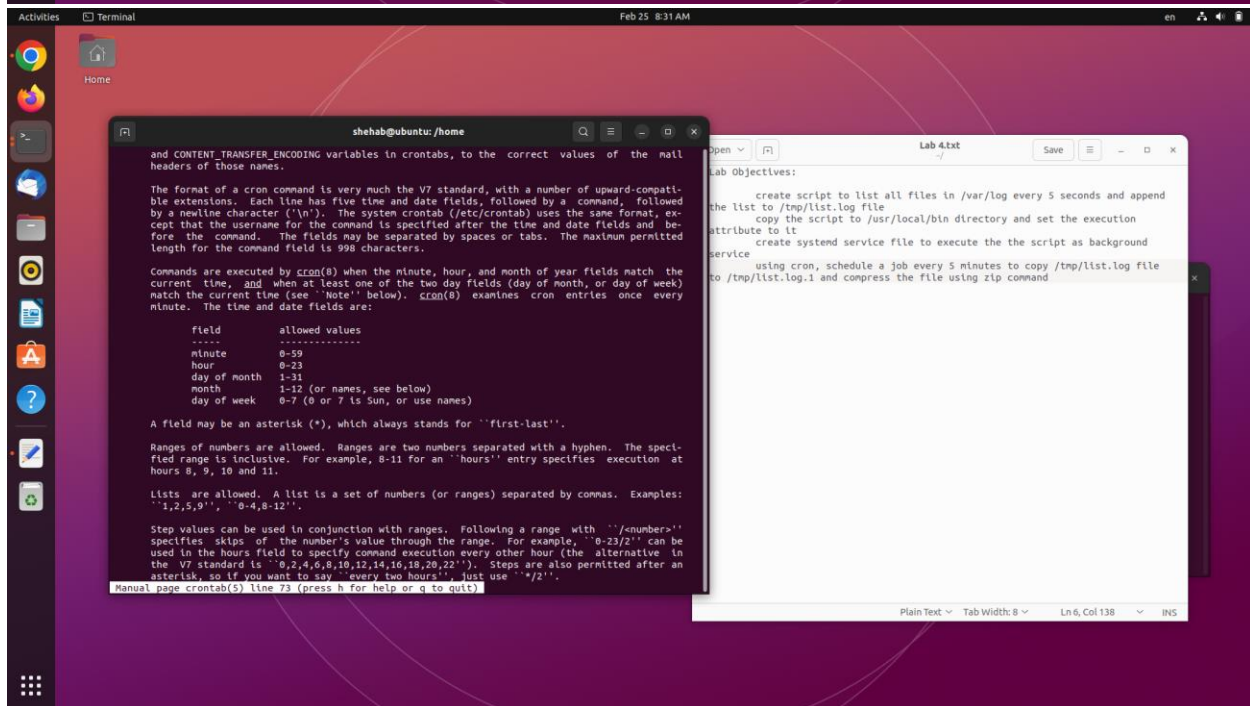 Activities
Terminal
Feb 25 8:31 AM
en
Home
shehab@ubuntu: /home
and CONTENT_TRANSFER_ENCODING variables in crontabs, to the correct values of the mail
headers of those names.
The format of a cron command is very much the V7 standard, with a number of upward-compati-
ble extensions. Each line has five time and date fields, followed by a command, followed
by a newline character ('\n'). The system crontab (/etc/crontab) uses the same format, ex-
cept that the username for the command is specified after the time and date fields and be-
fore the command. The fields may be separated by spaces or tabs. The maximum permitted
length for the command field is 998 characters.
Commands are executed by cron(8) when the minute, hour, and month of year fields match the
current time, and when at least one of the two day fields (day of month, or day of week)
match the current time (see ``Note'' below). cron(8) examines cron entries once every
minute. The time and date fields are:
field allowed values
----- --------------
minute 0-59
hour 0-23
day of month 1-31
month 1-12 (or names, see below)
day of week 0-7 (0 or 7 is Sun, or use names)
A field may be an asterisk (*), which always stands for ``first-last''.
Ranges of numbers are allowed. Ranges are two numbers separated with a hyphen. The speci-
fied range is inclusive. For example, 8-11 for an ``hours'' entry specifies execution at
hours 8, 9, 10 and 11.
Lists are allowed. A list is a set of numbers (or ranges) separated by commas. Examples:
``1,2,5,9'', ``0-4,8-12''.
Step values can be used in conjunction with ranges. Following a range with ``/<number>''
specifies skips of the number's value through the range. For example, ``0-23/2'' can be
used in the hours field to specify command execution every other hour (the alternative in
the V7 standard is ``0,2,4,6,8,10,12,14,16,18,20,22''). Steps are also permitted after an
asterisk, so if you want to say ``every two hours'', just use ``*/2''.
Manual page crontab(5) line 73 (press h for help or q to quit)
Open
Lab 4.txt
~/
Save
Lab Objectives:
create script to list all files in /var/log every 5 seconds and append
the list to /tmp/list.log file
copy the script to /usr/local/bin directory and set the execution
attribute to it
create systemd service file to execute the the script as background
service
using cron, schedule a job every 5 minutes to copy /tmp/list.log file
to /tmp/list.log.1 and compress the file using zip command
Plain Text
Tab Width: 8
Ln 6, Col 138
INS